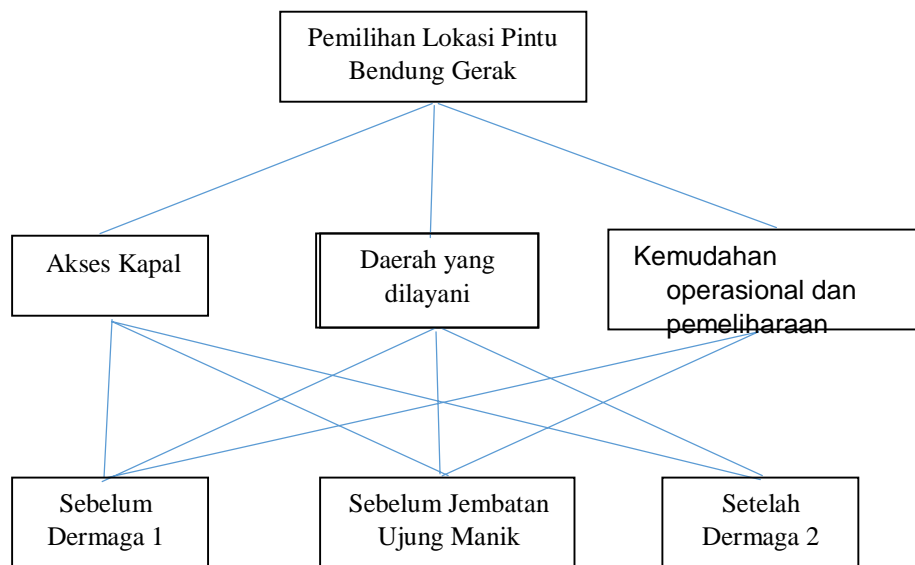 Pemilihan Lokasi Pintu
Bendung Gerak
Akses Kapal
Daerah yang
dilayani
Kemudahan
operasional dan
pemeliharaan
Sebelum
Dermaga 1
Sebelum Jembatan
Ujung Manik
Setelah
Dermaga 2